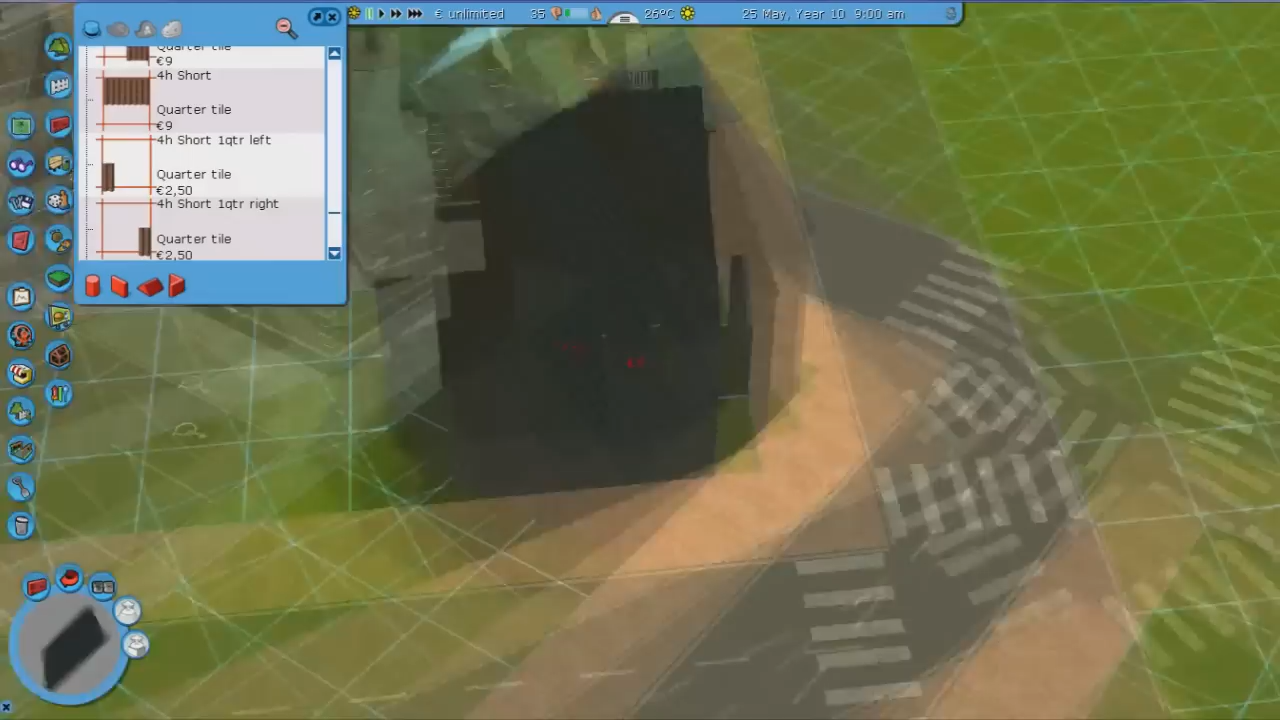 € unlimited 35 26°C 25 May, Year 10 9:00 am
Quarter tile
€9
4h Short
Quarter tile
€9
4h Short 1qtr left
Quarter tile
€2,50
4h Short 1qtr right
Quarter tile
€2,50